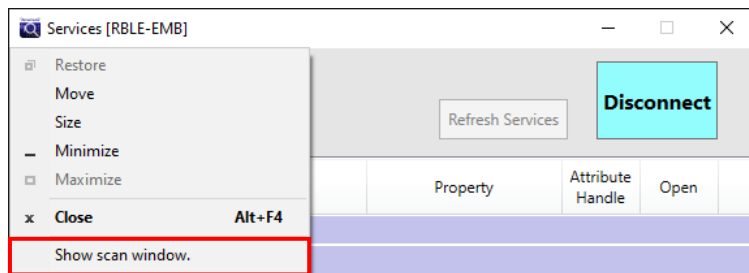 Services [RBLE-EMB]
Restore
Move
Size
Minimize
Maximize
Close Alt+F4
Show scan window.
Refresh Services
Disconnect
Property
Attribute
Handle
Open